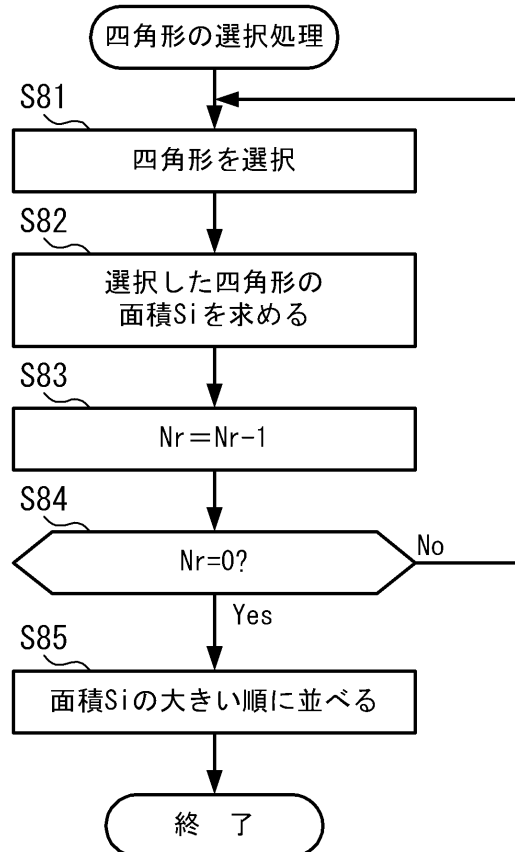 四角形の選択処理
S81
四角形を選択
S82
選択した四角形の
面積Siを求める
S83
Nr＝Nr-1
S84
Nr=0?
No
Yes
S85
面積Siの大きい順に並べる
終　了